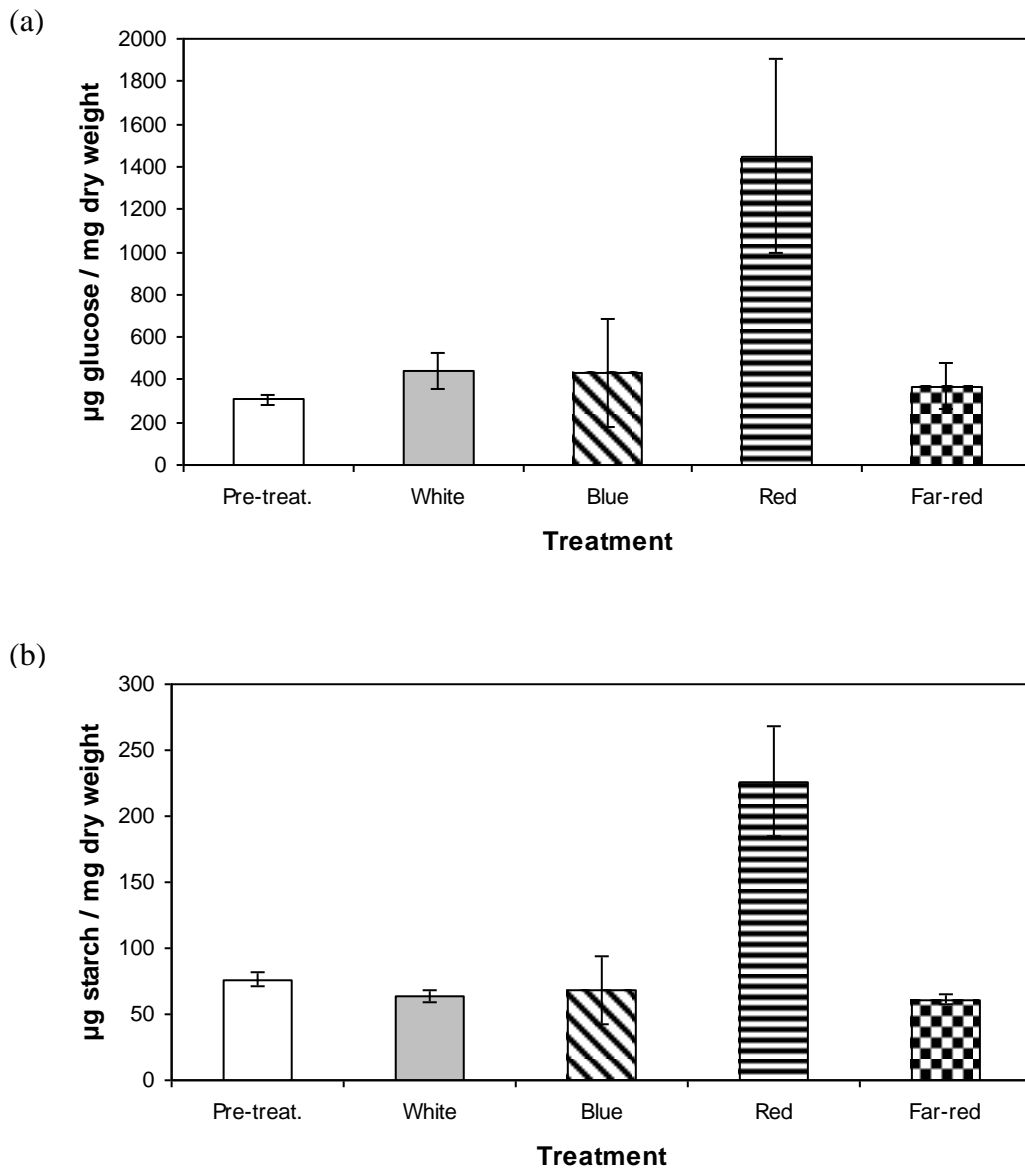 (a)
µg glucose / mg dry weight
2000
1800
1600
1400
1200
1000
800
600
400
200
0
Pre-treat. White Blue Red Far-red
Treatment
(b)
µg starch / mg dry weight
300
250
200
150
100
50
0
Pre-treat. White Blue Red Far-red
Treatment